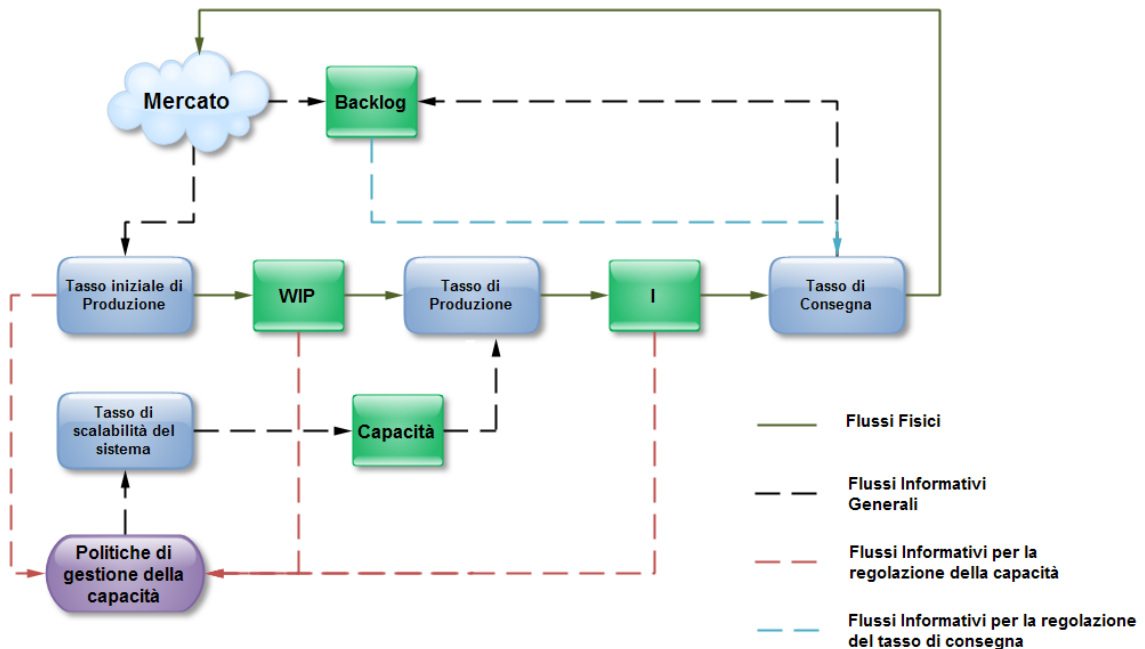 Mercato
Backlog
Tasso iniziale di
Produzione
WIP
Tasso di
Produzione
I
Tasso di
Consegna
Tasso di
scalabilità del
sistema
Capacità
Politiche di
gestione della
capacità
Flussi Fisici
Flussi Informativi
Generali
Flussi Informativi per la
regolazione della capacità
Flussi Informativi per la regolazione
del tasso di consegna